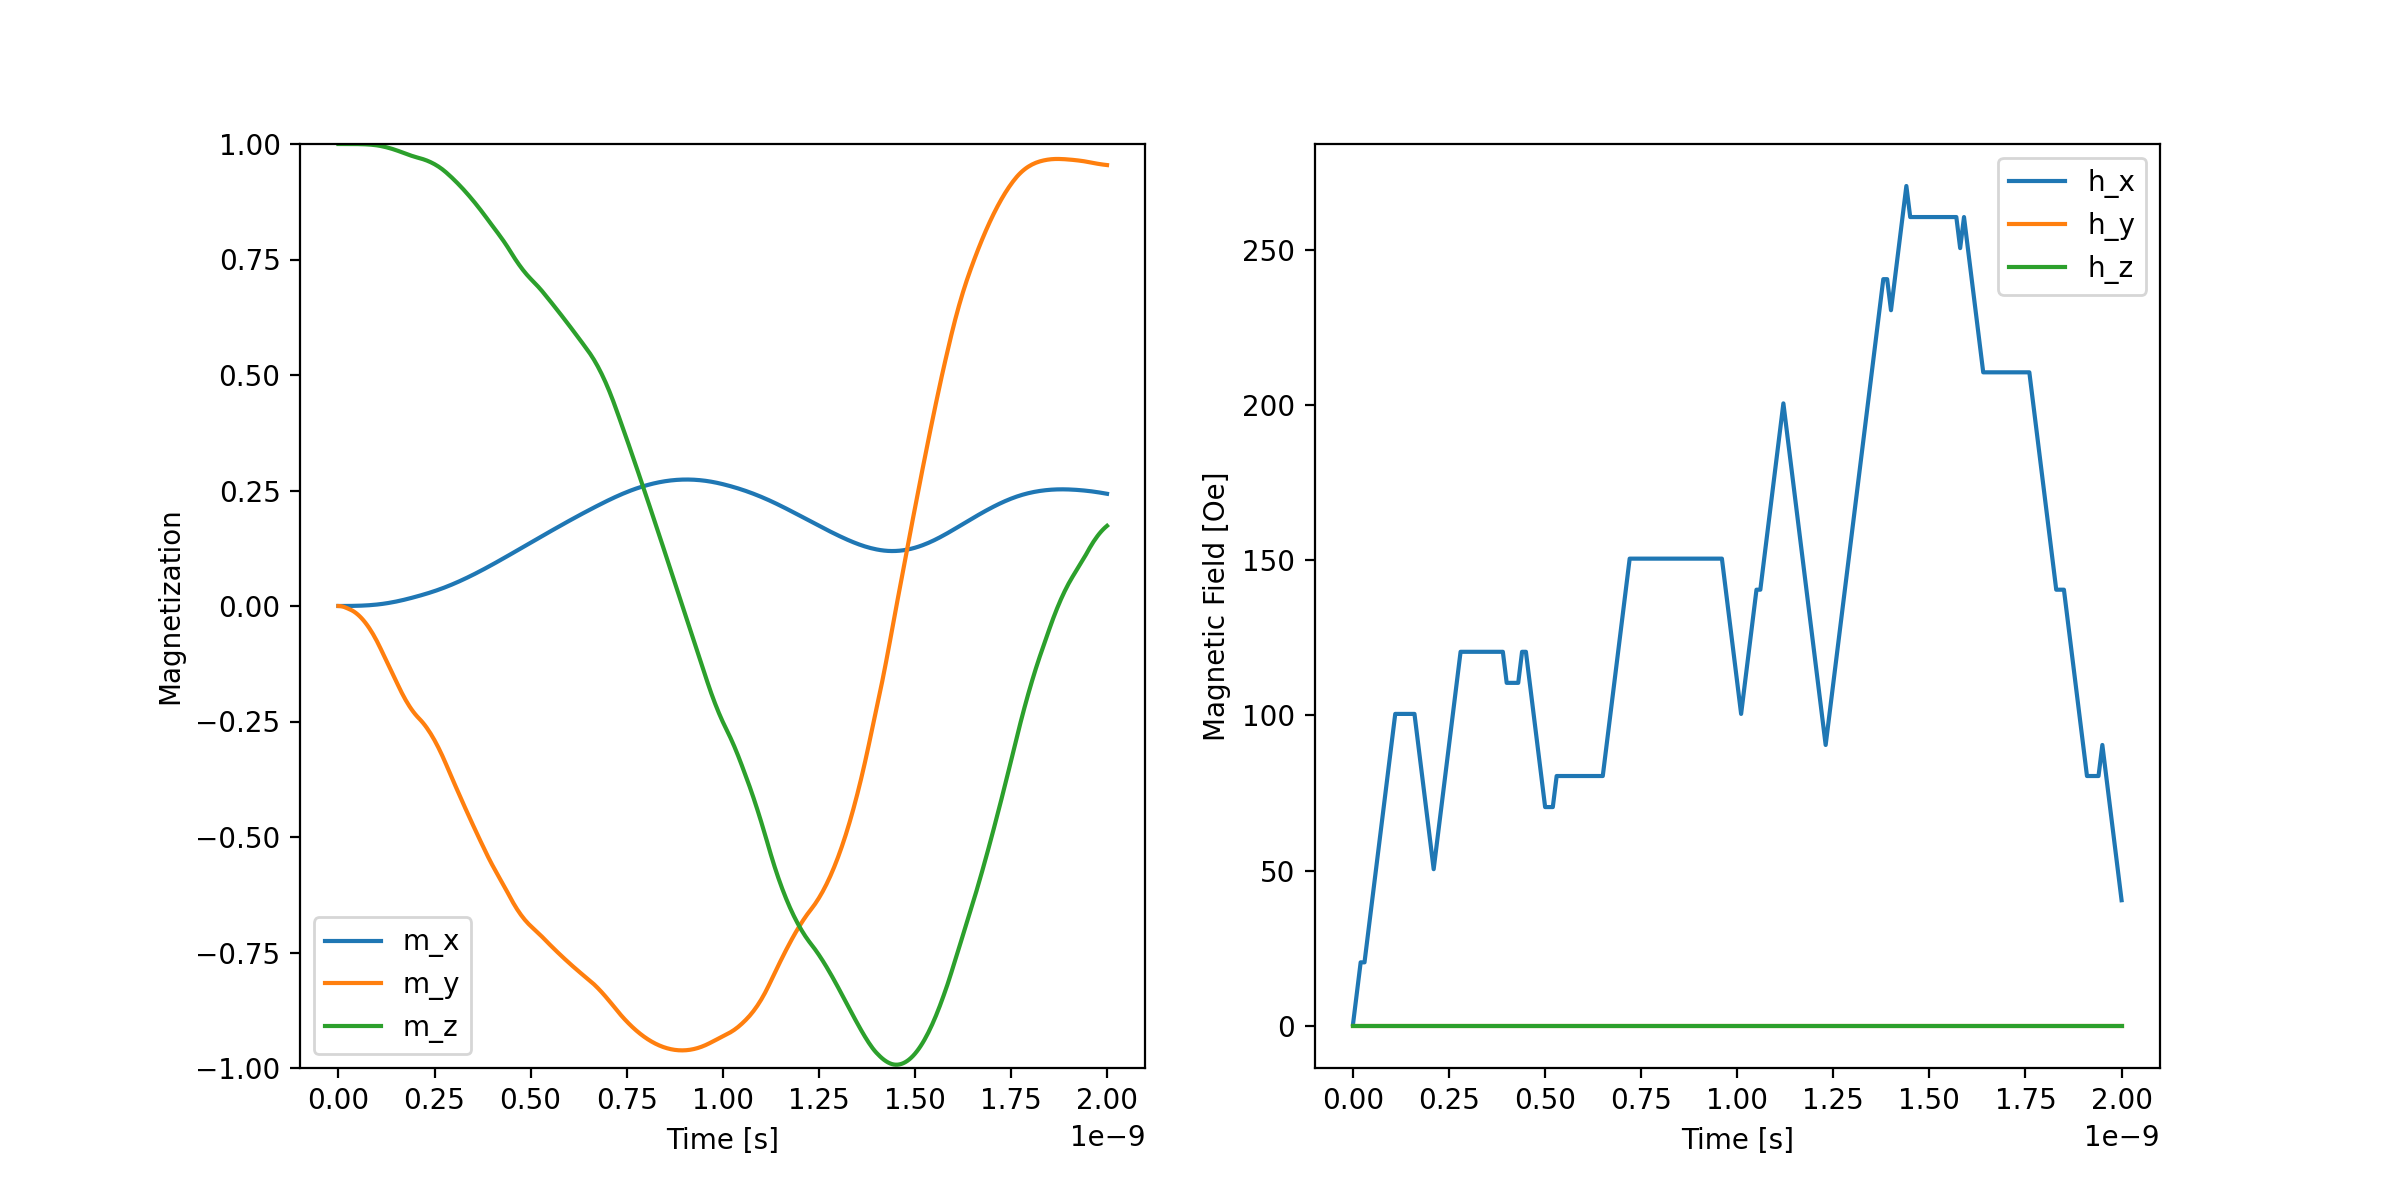 Magnetization
1.00
0.75
0.50
0.25
0.00
−0.25
−0.50
−0.75
−1.00
m_x
m_y
m_z
0.00 0.25 0.50 0.75 1.00 1.25 1.50 1.75 2.00
Time [s]
1e−9
Magnetic Field [Oe]
250
200
150
100
50
0
h_x
h_y
h_z
0.00 0.25 0.50 0.75 1.00 1.25 1.50 1.75 2.00
Time [s]
1e−9